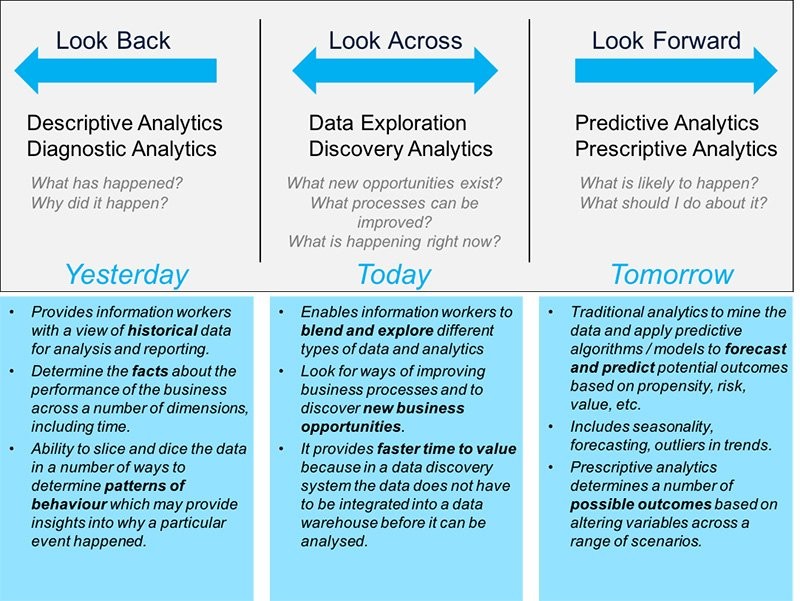 Look Back
Descriptive Analytics
Diagnostic Analytics
What has happened?
Why did it happen?
Yesterday
• Provides information workers
with a view of historical data
for analysis and reporting.
• Determine the facts about the
performance of the business
across a number of dimensions,
including time.
• Ability to slice and dice the data
in a number of ways to
determine patterns of
behaviour which may provide
insights into why a particular
event happened.
Look Across
Data Exploration
Discovery Analytics
What new opportunities exist?
What processes can be
improved?
What is happening right now?
Today
• Enables information workers to
blend and explore different
types of data and analytics
• Look for ways of improving
business processes and to
discover new business
opportunities.
• It provides faster time to value
because in a data discovery
system the data does not have
to be integrated into a data
warehouse before it can be
analysed.
Look Forward
Predictive Analytics
Prescriptive Analytics
What is likely to happen?
What should I do about it?
Tomorrow
• Traditional analytics to mine the
data and apply predictive
algorithms / models to forecast
and predict potential outcomes
based on propensity, risk,
value, etc.
• Includes seasonality,
forecasting, outliers in trends.
• Prescriptive analytics
determines a number of
possible outcomes based on
altering variables across a
range of scenarios.